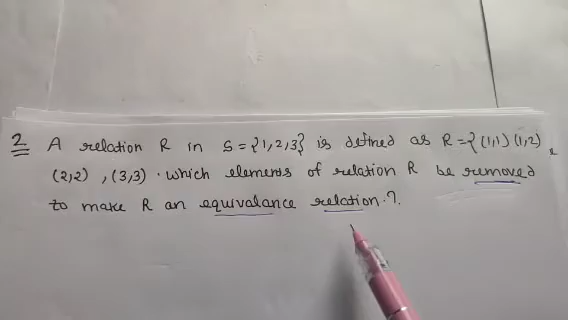 2 A relation R in S = {1,2,3} is defined as R = { (1,1) (1,2),
(2,2) , (3,3) . which elements of relation R be removed
to make R an equivalance relation.?.